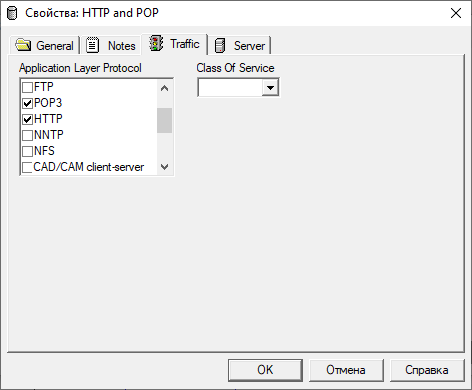 Свойства: HTTP and POP
General Notes Traffic Server
Application Layer Protocol Class Of Service
FTP
POP3
HTTP
NNTP
NFS
CAD/CAM client-server
OK Отмена Справка